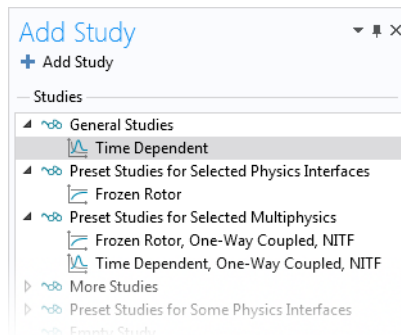 Add Study
Add Study
Studies
General Studies
Time Dependent
Preset Studies for Selected Physics Interfaces
Frozen Rotor
Preset Studies for Selected Multiphysics
Frozen Rotor, One-Way Coupled, NITF
Time Dependent, One-Way Coupled, NITF
More Studies
Preset Studies for Some Physics Interfaces
Empty Study